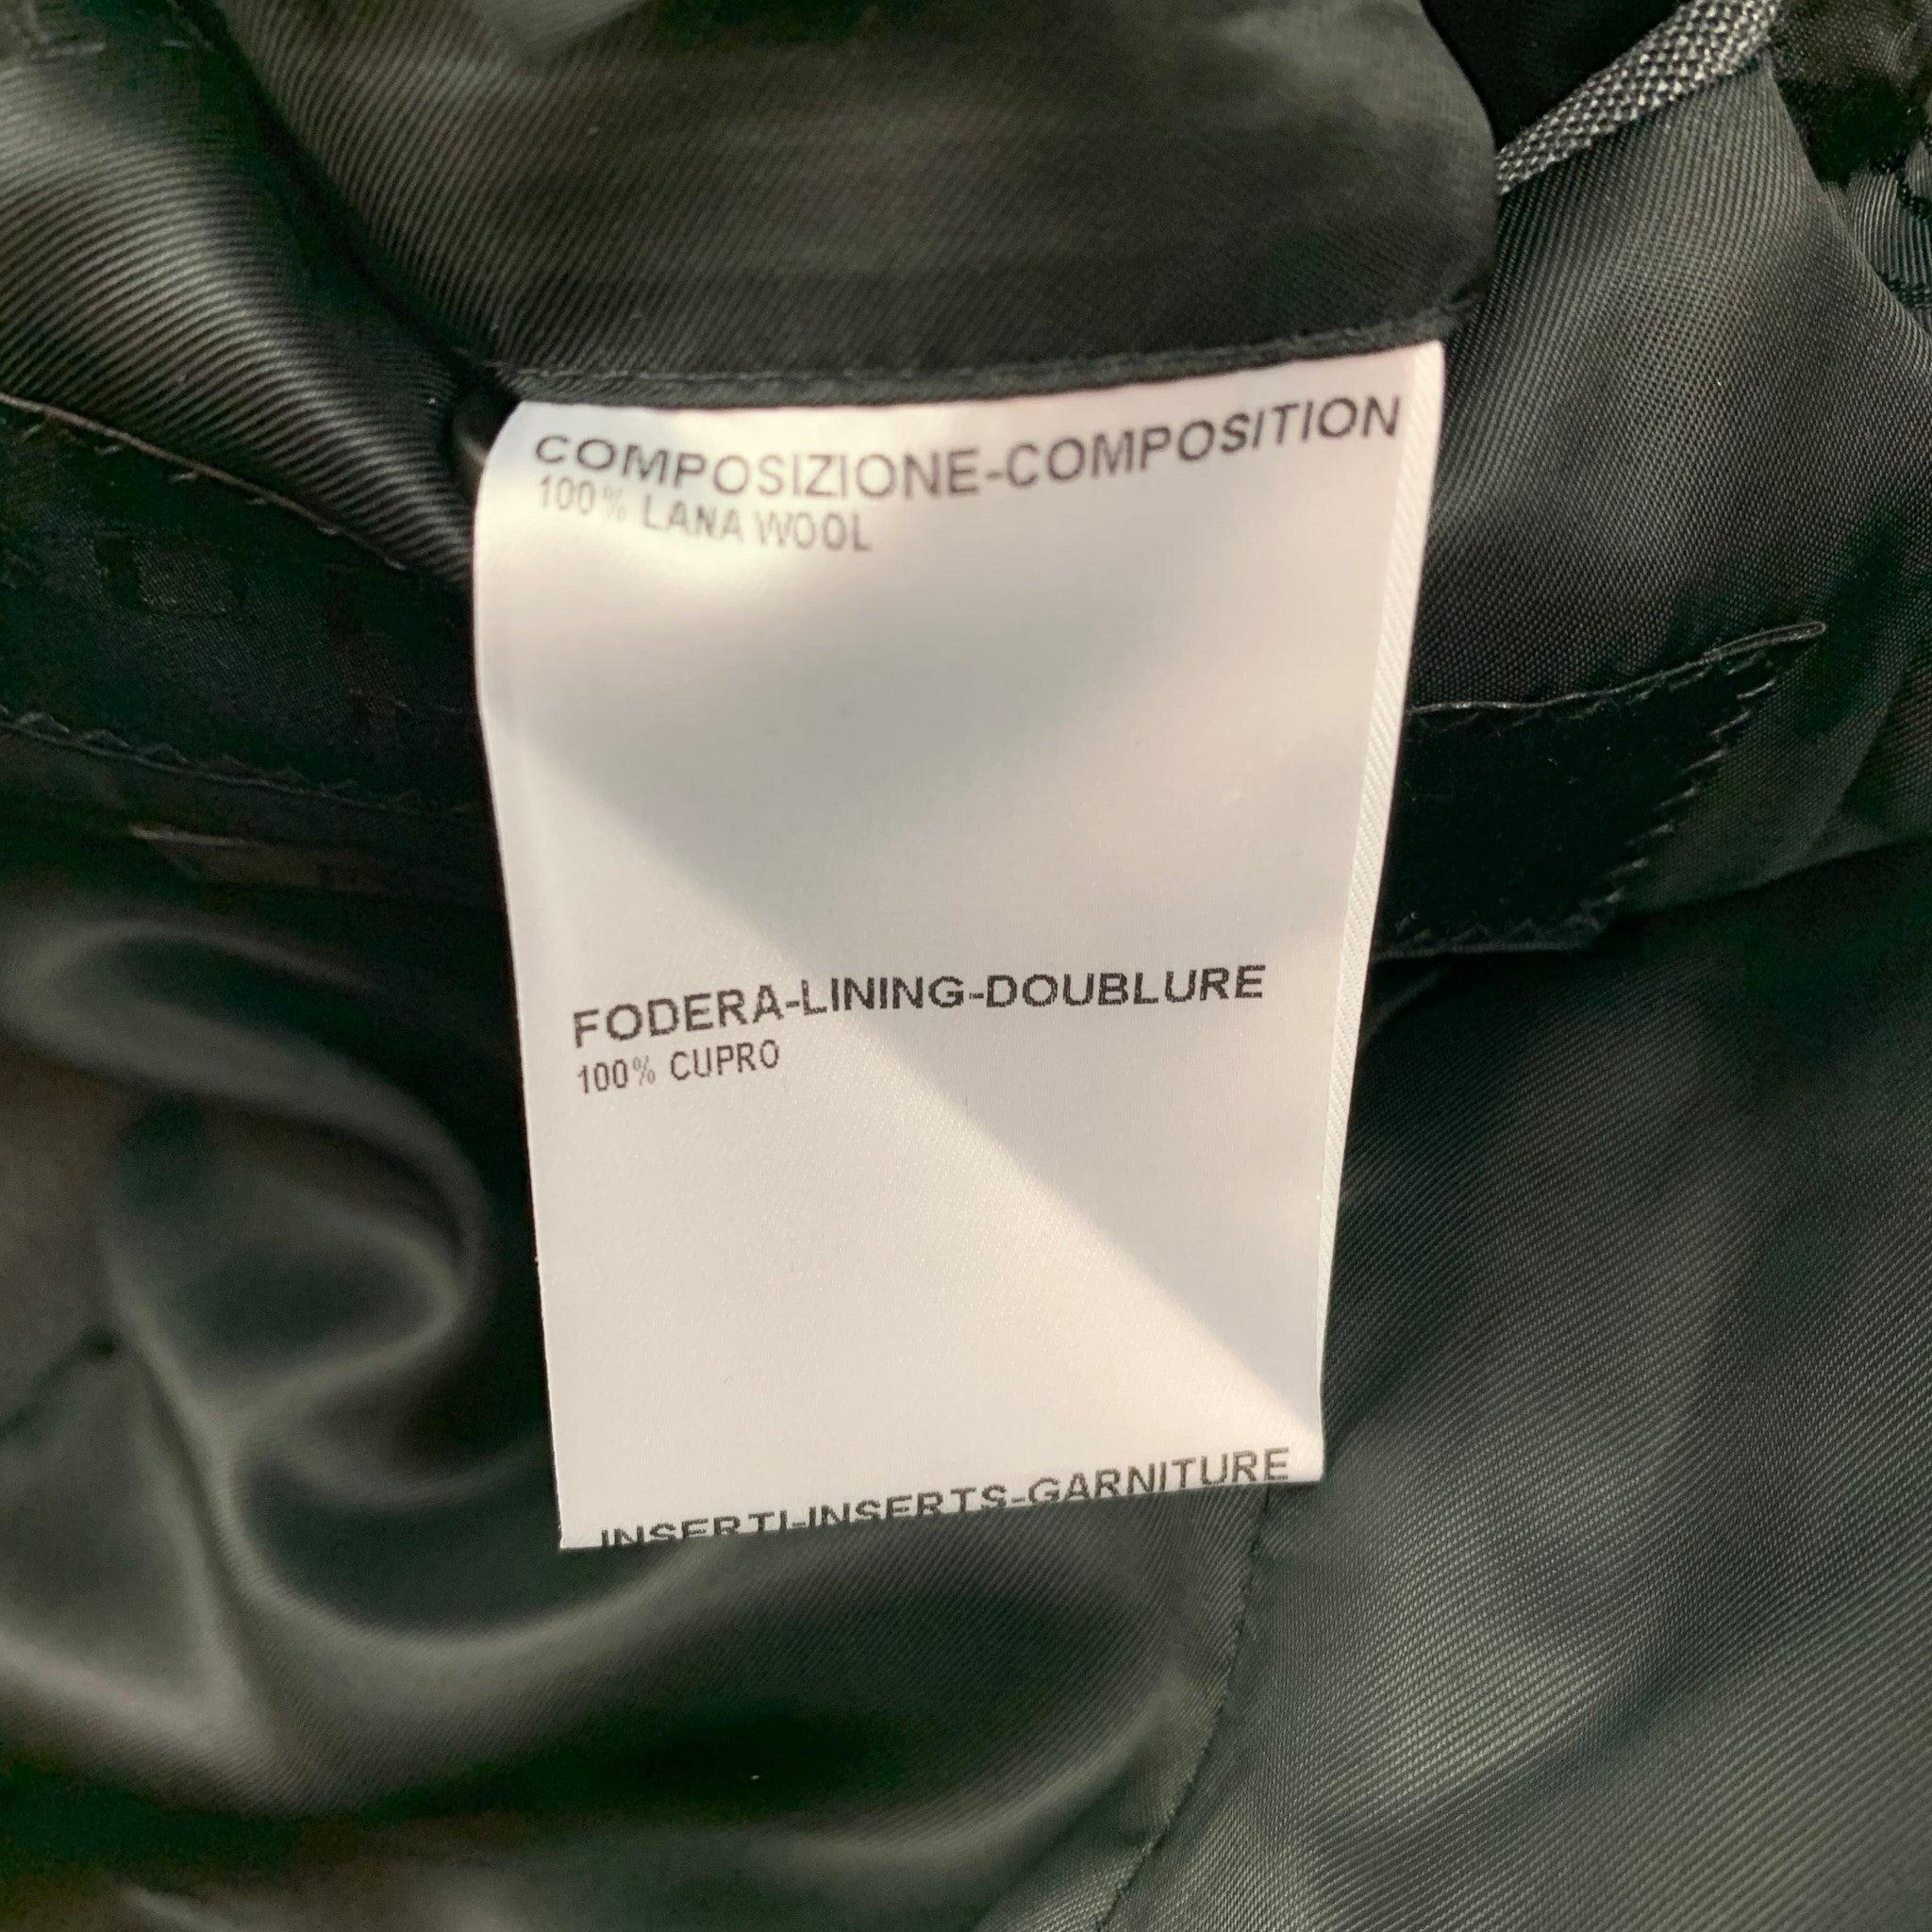 COMPOSIZIONE-COMPOSITION
100% LANA WOOL
FODERA-LINING-DOUBLURE
100% CUPRO
INSERTI-INSERTS-GARNITURE